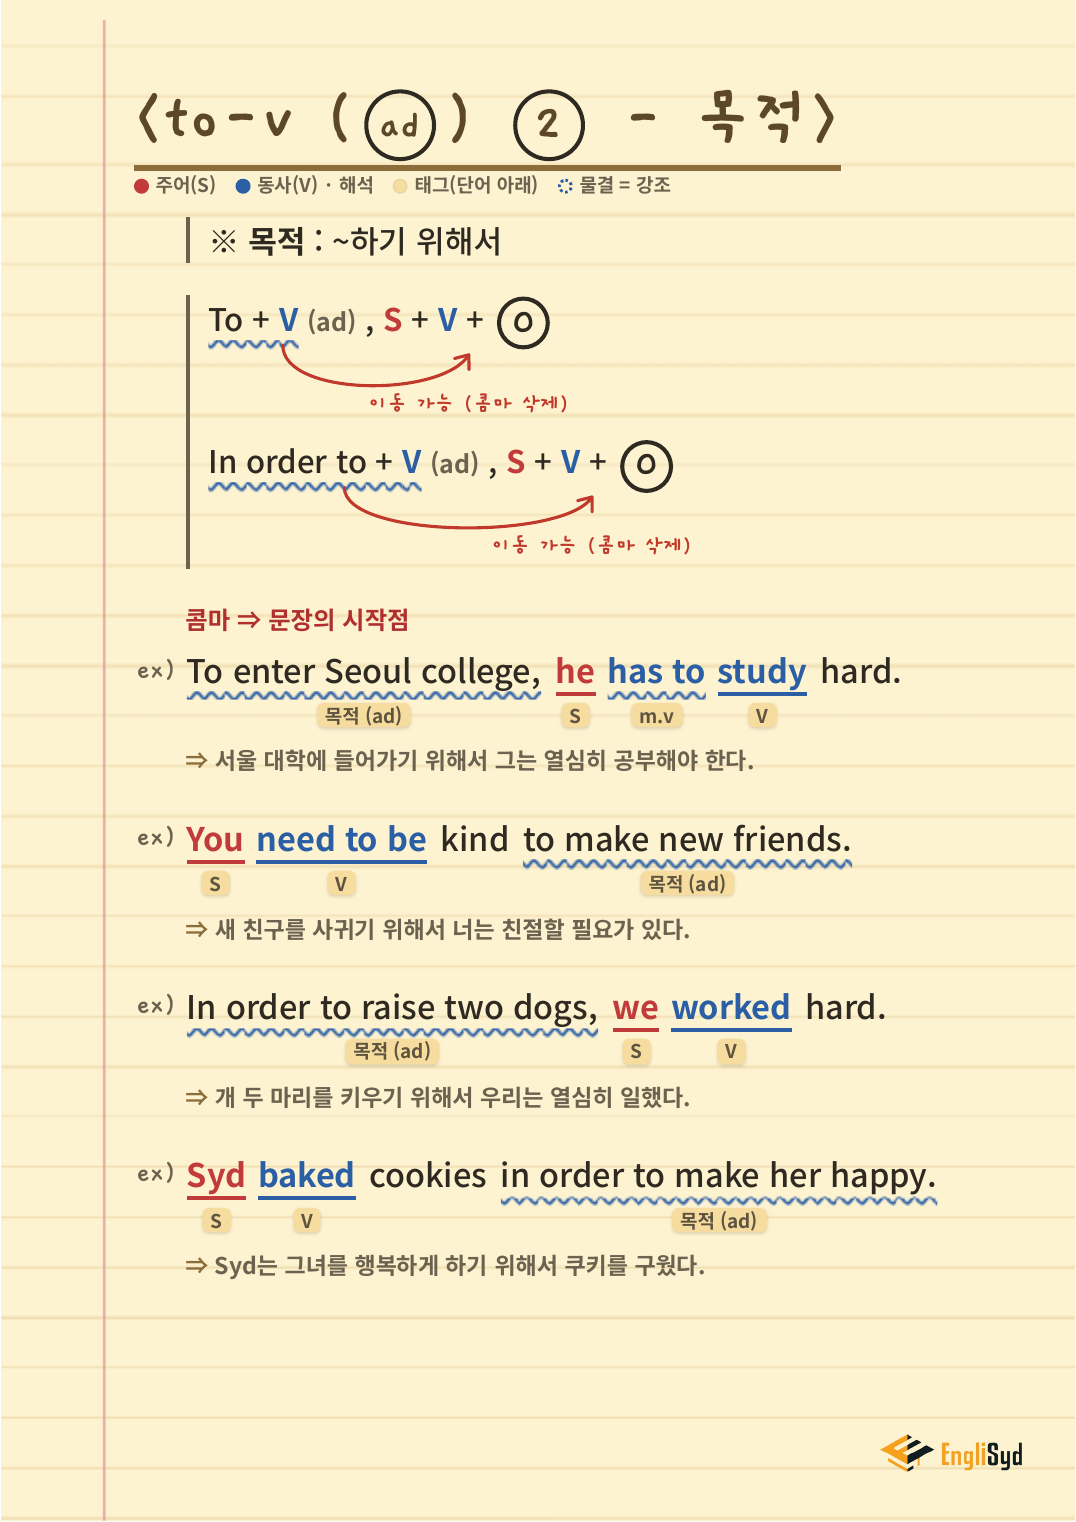 <to-v (ad) ② - 목적>
주어(S) 동사(V) · 해석 태그(단어 아래) 물결 = 강조
※ 목적 : ~하기 위해서
To + V (ad) , S + V + O
이동 가능 (콤마 삭제)
In order to + V (ad) , S + V + O
이동 가능 (콤마 삭제)
콤마 ⇒ 문장의 시작점
ex) To enter Seoul college, he has to study hard.
목적 (ad) S m.v V
⇒ 서울 대학에 들어가기 위해서 그는 열심히 공부해야 한다.
ex) You need to be kind to make new friends.
S V 목적 (ad)
⇒ 새 친구를 사귀기 위해서 너는 친절할 필요가 있다.
ex) In order to raise two dogs, we worked hard.
목적 (ad) S V
⇒ 개 두 마리를 키우기 위해서 우리는 열심히 일했다.
ex) Syd baked cookies in order to make her happy.
S V 목적 (ad)
⇒ Syd는 그녀를 행복하게 하기 위해서 쿠키를 구웠다.
EngliSyd